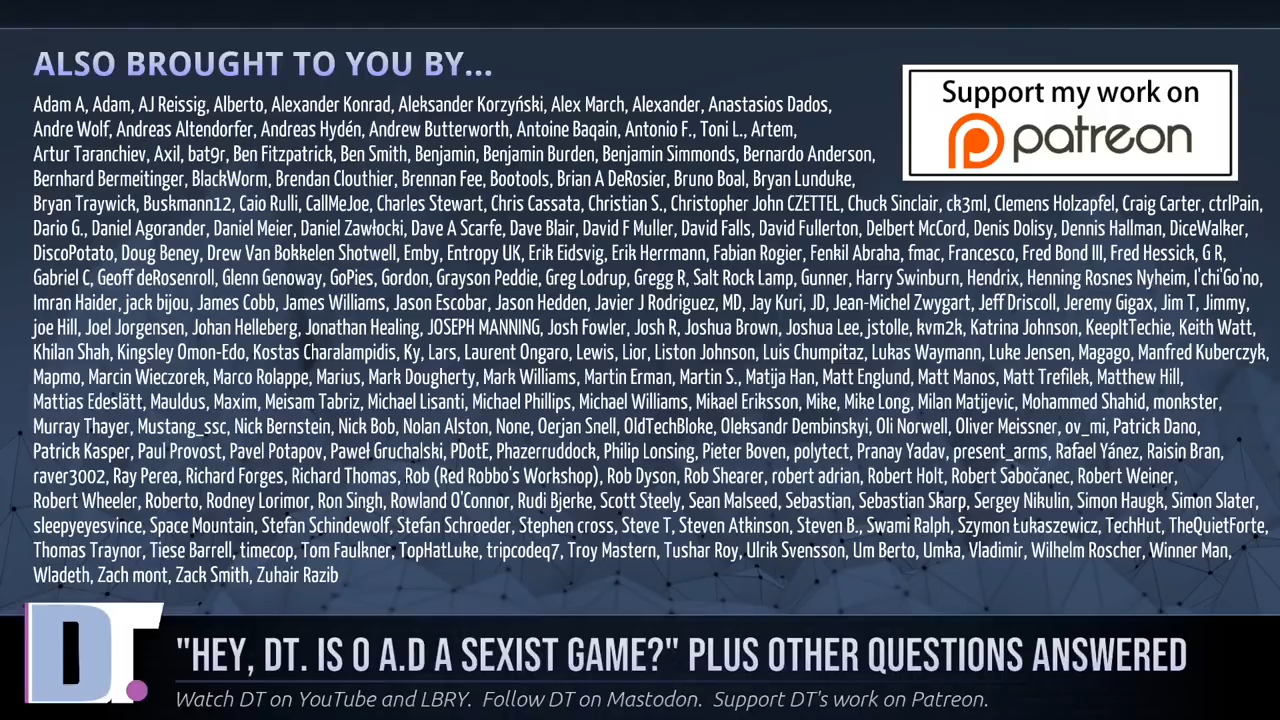 ALSO BROUGHT TO YOU BY...
Support my work on
patreon
Adam A, Adam, AJ Reissig, Alberto, Alexander Konrad, Aleksander Korzyński, Alex March, Alexander, Anastasios Dados,
Andre Wolf, Andreas Altendorfer, Andreas Hydén, Andrew Butterworth, Antoine Baqain, Antonio F., Toni L., Artem,
Artur Taranchiev, Axil, bat9r, Ben Fitzpatrick, Ben Smith, Benjamin, Benjamin Burden, Benjamin Simmonds, Bernardo Anderson,
Bernhard Bermeitinger, BlackWorm, Brendan Clouthier, Brennan Fee, Bootools, Brian A DeRosier, Bruno Boal, Bryan Lunduke,
Bryan Traywick, Buskmann12, Caio Rulli, CallMeJoe, Charles Stewart, Chris Cassata, Christian S., Christopher John CZETTEL, Chuck Sinclair, ck3ml, Clemens Holzapfel, Craig Carter, ctrlPain,
Dario G., Daniel Agorander, Daniel Meier, Daniel Zawłocki, Dave A Scarfe, Dave Blair, David F Muller, David Falls, David Fullerton, Delbert McCord, Denis Dolisy, Dennis Hallman, DiceWalker,
DiscoPotato, Doug Beney, Drew Van Bokkelen Shotwell, Emby, Entropy UK, Erik Eidsvig, Erik Herrmann, Fabian Rogier, Fenkil Abraha, fmac, Francesco, Fred Bond III, Fred Hessick, G R,
Gabriel C, Geoff deRosenroll, Glenn Genoway, GoPies, Gordon, Grayson Peddie, Greg Lodrup, Gregg R, Salt Rock Lamp, Gunner, Harry Swinburn, Hendrix, Henning Rosnes Nyheim, I'chi'Go'no,
Imran Haider, jack bijou, James Cobb, James Williams, Jason Escobar, Jason Hedden, Javier J Rodriguez, MD, Jay Kuri, JD, Jean-Michel Zwygart, Jeff Driscoll, Jeremy Gigax, Jim T, Jimmy,
joe Hill, Joel Jorgensen, Johan Helleberg, Jonathan Healing, JOSEPH MANNING, Josh Fowler, Josh R, Joshua Brown, Joshua Lee, jstolle, kvm2k, Katrina Johnson, KeepItTechie, Keith Watt,
Khilan Shah, Kingsley Omon-Edo, Kostas Charalampidis, Ky, Lars, Laurent Ongaro, Lewis, Lior, Liston Johnson, Luis Chumpitaz, Lukas Waymann, Luke Jensen, Magago, Manfred Kuberczyk,
Mapmo, Marcin Wieczorek, Marco Rolappe, Marius, Mark Dougherty, Mark Williams, Martin Erman, Martin S., Matija Han, Matt Englund, Matt Manos, Matt Trefilek, Matthew Hill,
Mattias Edeslätt, Mauldus, Maxim, Meisam Tabriz, Michael Lisanti, Michael Phillips, Michael Williams, Mikael Eriksson, Mike, Mike Long, Milan Matijevic, Mohammed Shahid, monkster,
Murray Thayer, Mustang_ssc, Nick Bernstein, Nick Bob, Nolan Alston, None, Oerjan Snell, OldTechBloke, Oleksandr Dembinskyi, Oli Norwell, Oliver Meissner, ov_mi, Patrick Dano,
Patrick Kasper, Paul Provost, Pavel Potapov, Paweł Gruchalski, PDotE, Phazerruddock, Philip Lonsing, Pieter Boven, polytect, Pranay Yadav, present_arms, Rafael Yánez, Raisin Bran,
raver3002, Ray Perea, Richard Forges, Richard Thomas, Rob (Red Robbo's Workshop), Rob Dyson, Rob Shearer, robert adrian, Robert Holt, Robert Sabočanec, Robert Weiner,
Robert Wheeler, Roberto, Rodney Lorimor, Ron Singh, Rowland O'Connor, Rudi Bjerke, Scott Steely, Sean Malseed, Sebastian, Sebastian Skarp, Sergey Nikulin, Simon Haugk, Simon Slater,
sleepyeyesvince, Space Mountain, Stefan Schindewolf, Stefan Schroeder, Stephen cross, Steve T, Steven Atkinson, Steven B., Swami Ralph, Szymon Łukaszewicz, TechHut, TheQuietForte,
Thomas Traynor, Tiese Barrell, timecop, Tom Faulkner, TopHatLuke, tripcodeq7, Troy Mastern, Tushar Roy, Ulrik Svensson, Um Berto, Umka, Vladimir, Wilhelm Roscher, Winner Man,
Wladeth, Zach mont, Zack Smith, Zuhair Razib
DT.
"HEY, DT. IS 0 A.D A SEXIST GAME?" PLUS OTHER QUESTIONS ANSWERED
Watch DT on YouTube and LBRY. Follow DT on Mastodon. Support DT's work on Patreon.